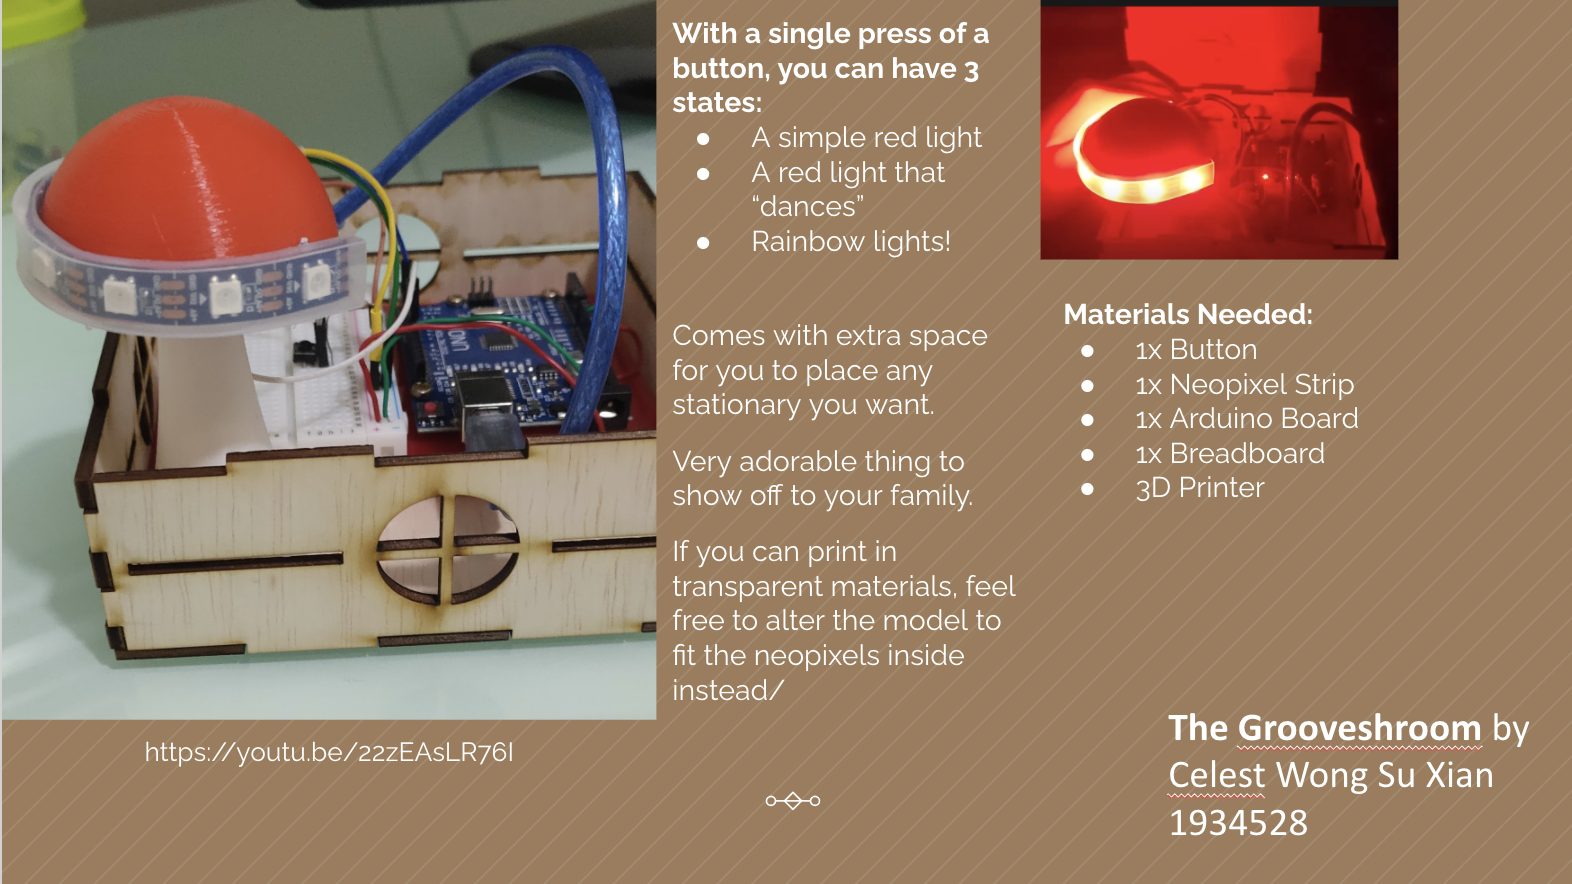 With a single press of a
button, you can have 3
states:
● A simple red light
● A red light that
“dances”
● Rainbow lights!
Comes with extra space
for you to place any
stationary you want.
Very adorable thing to
show off to your family.
If you can print in
transparent materials, feel
free to alter the model to
fit the neopixels inside
instead/
Materials Needed:
● 1x Button
● 1x Neopixel Strip
● 1x Arduino Board
● 1x Breadboard
● 3D Printer
UNO
https://youtu.be/22zEAsLR76I
The Grooveshroom by
Celest Wong Su Xian
1934528